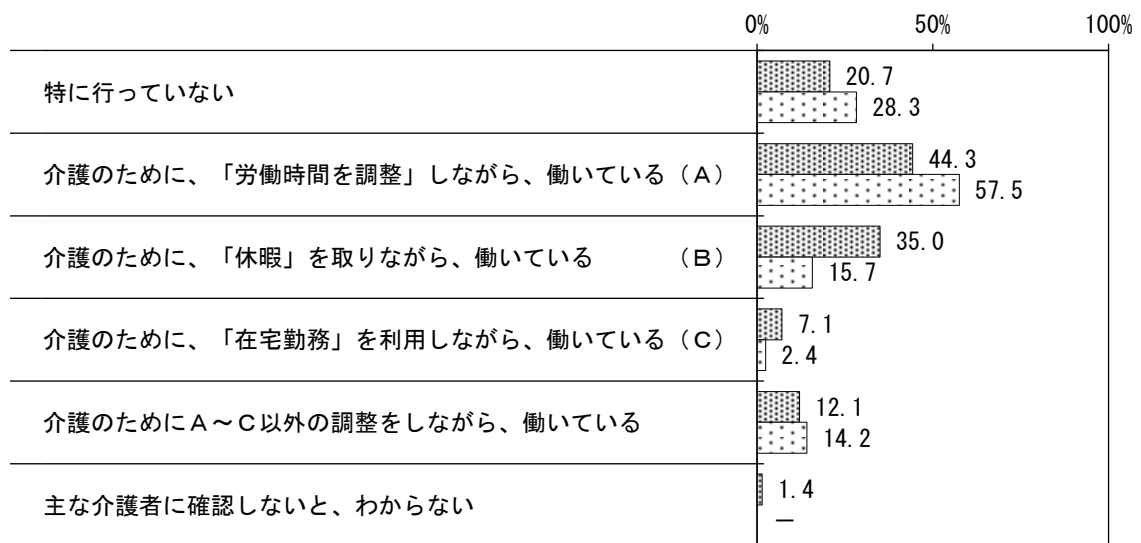 0% 50% 100%
特に行っていない
20.7
28.3
介護のために、「労働時間を調整」しながら、働いている（Ａ）
44.3
57.5
介護のために、「休暇」を取りながら、働いている （Ｂ）
35.0
15.7
介護のために、「在宅勤務」を利用しながら、働いている（Ｃ）
7.1
2.4
介護のためにＡ～Ｃ以外の調整をしながら、働いている
12.1
14.2
主な介護者に確認しないと、わからない
1.4
－